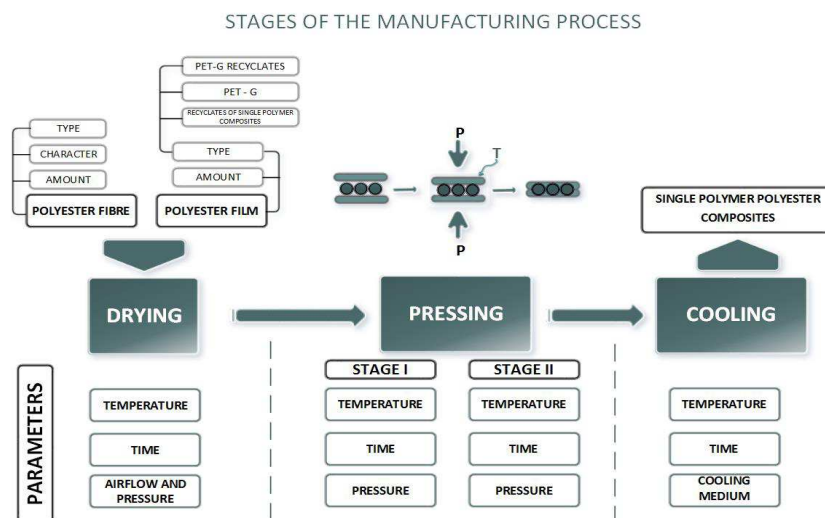 STAGES OF THE MANUFACTURING PROCESS
PET-G RECYCLATES
PET - G
RECYCLATES OF SINGLE POLYMER
COMPOSITES
TYPE
CHARACTER
AMOUNT
POLYESTER FIBRE
TYPE
AMOUNT
POLYESTER FILM
P
T
P
SINGLE POLYMER POLYESTER
COMPOSITES
DRYING
PRESSING
COOLING
PARAMETERS
STAGE I
STAGE II
TEMPERATURE
TEMPERATURE
TEMPERATURE
TEMPERATURE
TIME
TIME
TIME
TIME
AIRFLOW AND
PRESSURE
PRESSURE
PRESSURE
COOLING
MEDIUM